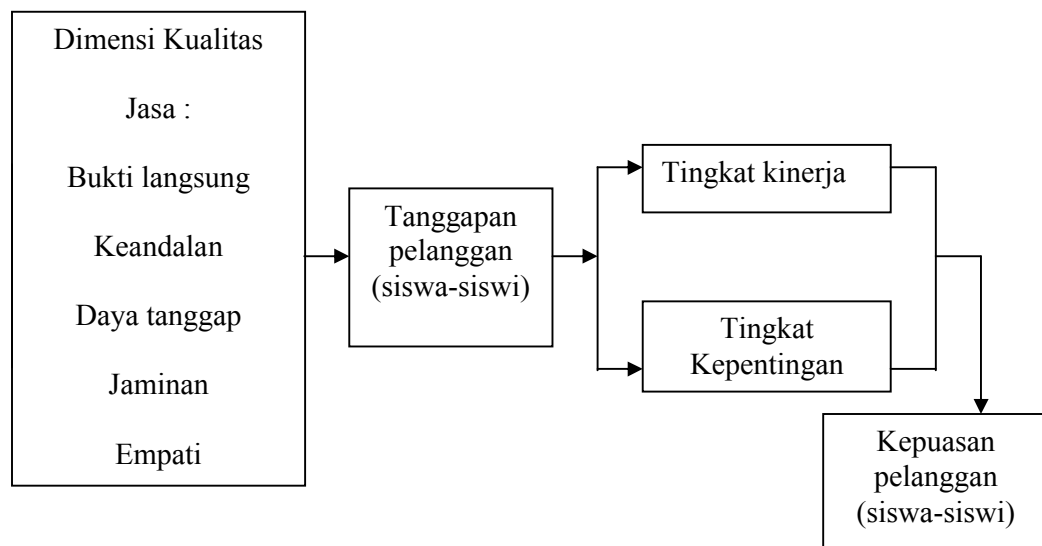 Dimensi Kualitas
Jasa :
Bukti langsung
Keandalan
Daya tanggap
Jaminan
Empati
Tanggapan
pelanggan
(siswa-siswi)
Tingkat kinerja
Tingkat
Kepentingan
Kepuasan
pelanggan
(siswa-siswi)